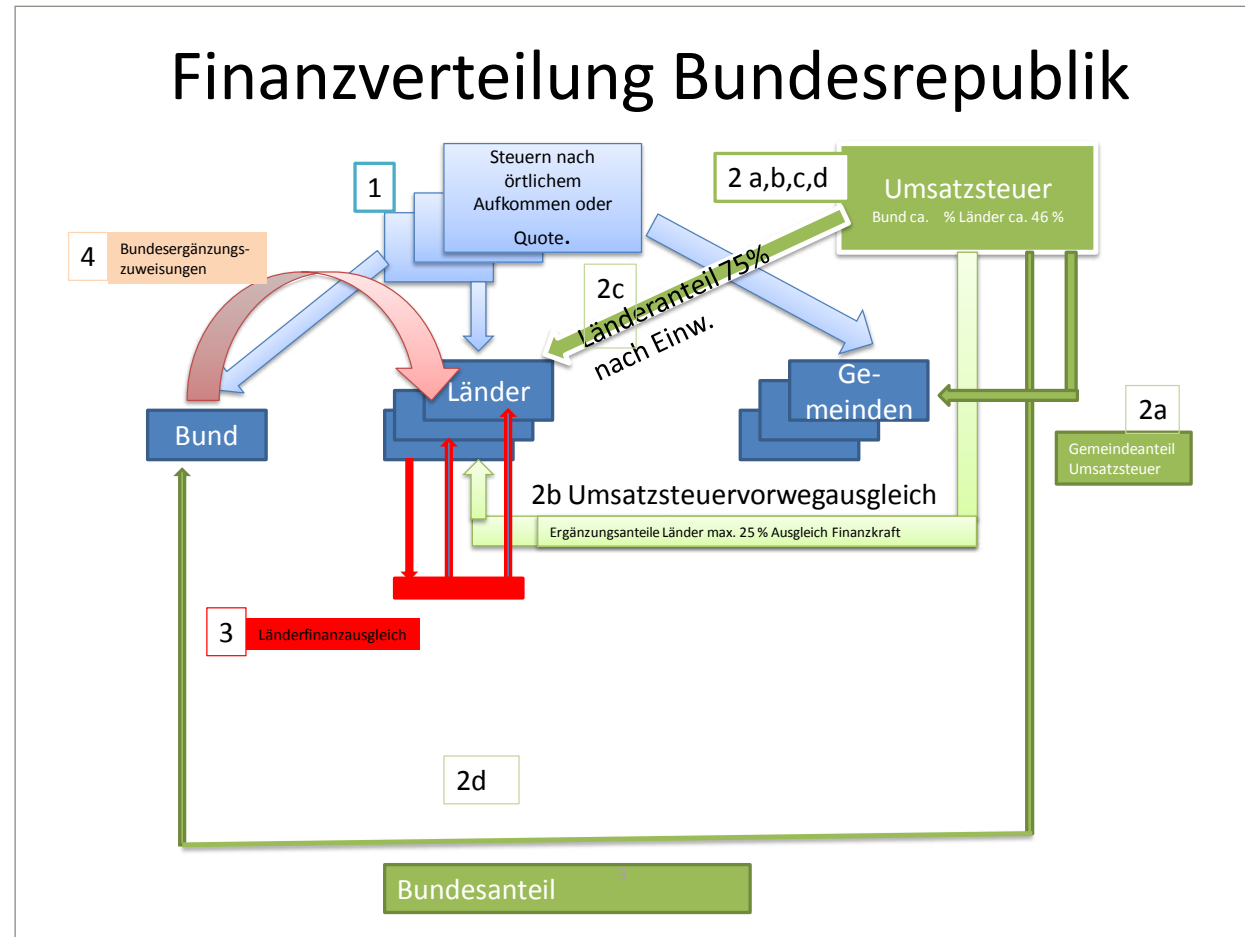 Finanzverteilung Bundesrepublik
1
Steuern nach
örtlichem
Aufkommen oder
Quote.
2 a,b,c,d
Umsatzsteuer
Bund ca. % Länder ca. 46 %
4
Bundesergänzungs-
zuweisungen
2c
Länderanteil 75%
nach Einw.
Länder
Ge-
meinden
Bund
2a
Gemeindeanteil
Umsatzsteuer
2b Umsatzsteuervorwegausgleich
Ergänzungsanteile Länder max. 25 % Ausgleich Finanzkraft
3
Länderfinanzausgleich
2d
Bundesanteil
3